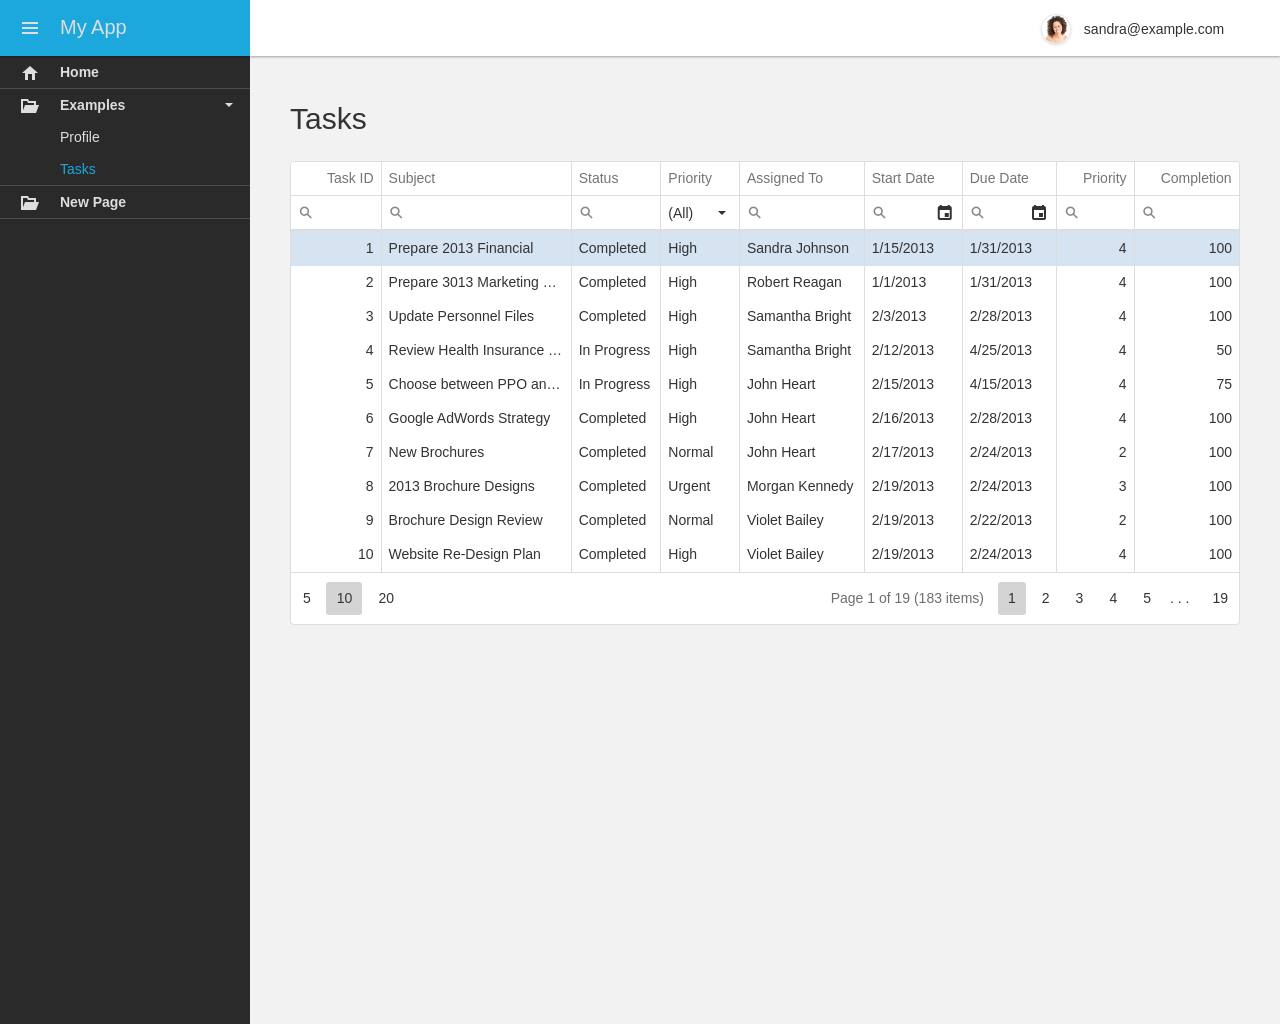 My App
sandra@example.com
Home
Examples
Profile
Tasks
New Page
Tasks
Task ID Subject Status Priority Assigned To Start Date Due Date Priority Completion
(All)
1 Prepare 2013 Financial Completed High Sandra Johnson 1/15/2013 1/31/2013 4 100
2 Prepare 3013 Marketing … Completed High Robert Reagan 1/1/2013 1/31/2013 4 100
3 Update Personnel Files Completed High Samantha Bright 2/3/2013 2/28/2013 4 100
4 Review Health Insurance … In Progress High Samantha Bright 2/12/2013 4/25/2013 4 50
5 Choose between PPO an… In Progress High John Heart 2/15/2013 4/15/2013 4 75
6 Google AdWords Strategy Completed High John Heart 2/16/2013 2/28/2013 4 100
7 New Brochures Completed Normal John Heart 2/17/2013 2/24/2013 2 100
8 2013 Brochure Designs Completed Urgent Morgan Kennedy 2/19/2013 2/24/2013 3 100
9 Brochure Design Review Completed Normal Violet Bailey 2/19/2013 2/22/2013 2 100
10 Website Re-Design Plan Completed High Violet Bailey 2/19/2013 2/24/2013 4 100
5 10 20 Page 1 of 19 (183 items) 1 2 3 4 5 . . . 19